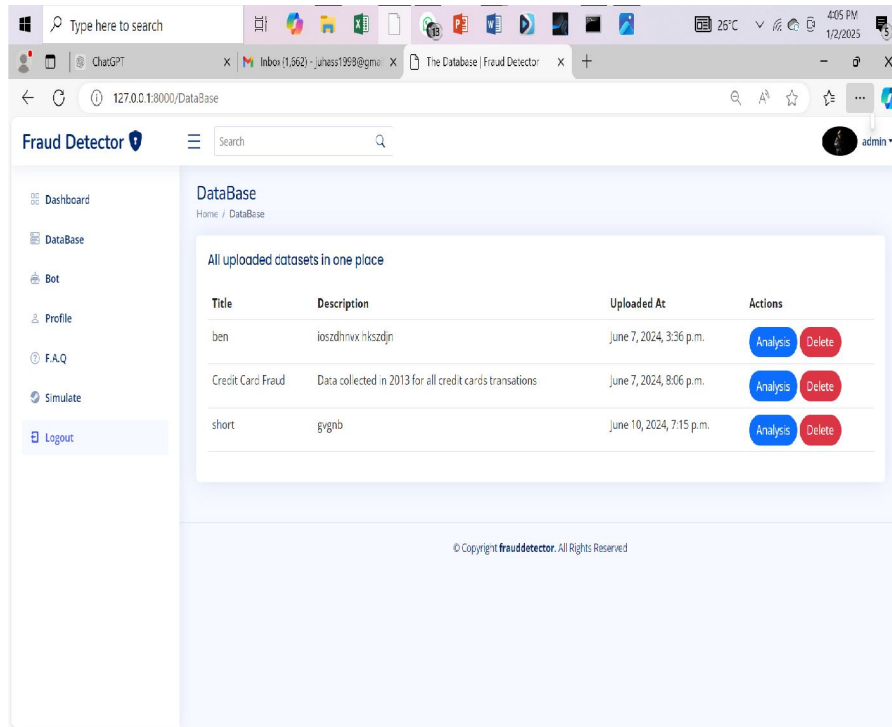 Type here to search
13
26°C
4:05 PM
1/2/2025
5
ChatGPT
Inbox (1,662) - juhass1998@gmai
The Database | Fraud Detector
127.0.0.1:8000/DataBase
Fraud Detector
Search
admin
Dashboard
DataBase
Bot
Profile
F.A.Q
Simulate
Logout
DataBase
Home / DataBase
All uploaded datasets in one place
Title Description Uploaded At Actions
ben ioszdhnvx hkszdjn June 7, 2024, 3:36 p.m. Analysis Delete
Credit Card Fraud Data collected in 2013 for all credit cards transations June 7, 2024, 8:06 p.m. Analysis Delete
short gvgnb June 10, 2024, 7:15 p.m. Analysis Delete
© Copyright frauddetector. All Rights Reserved